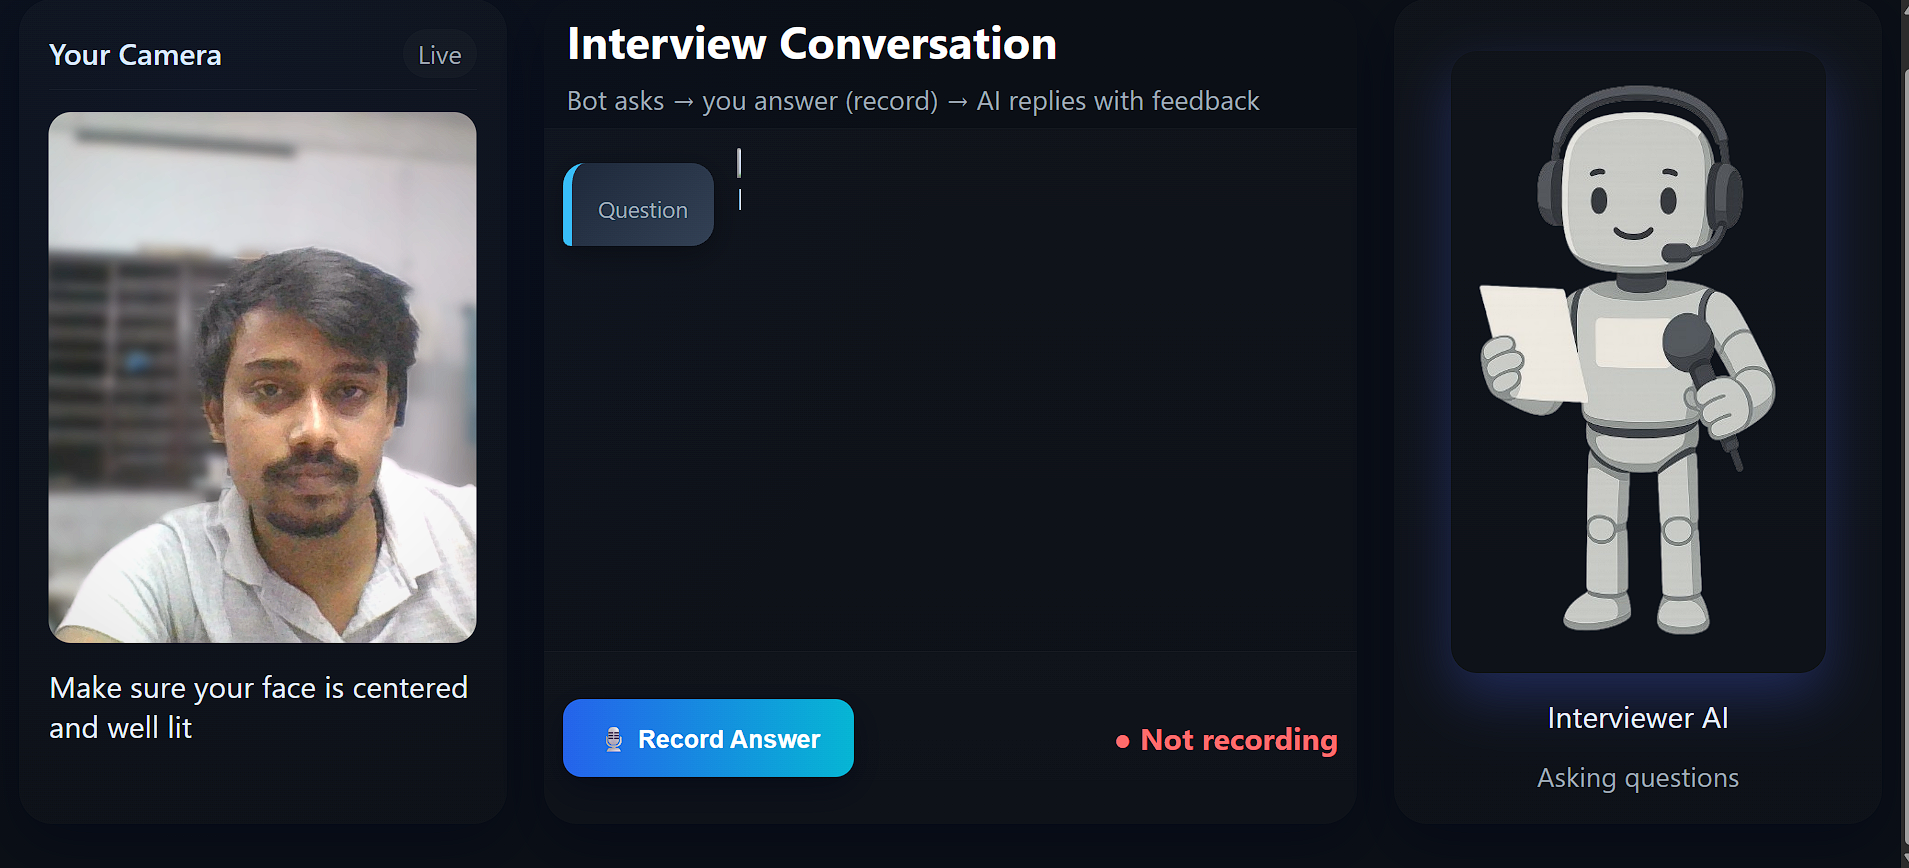 Your Camera
Live
Make sure your face is centered
and well lit
Interview Conversation
Bot asks → you answer (record) → AI replies with feedback
Question
Record Answer
● Not recording
Interviewer AI
Asking questions